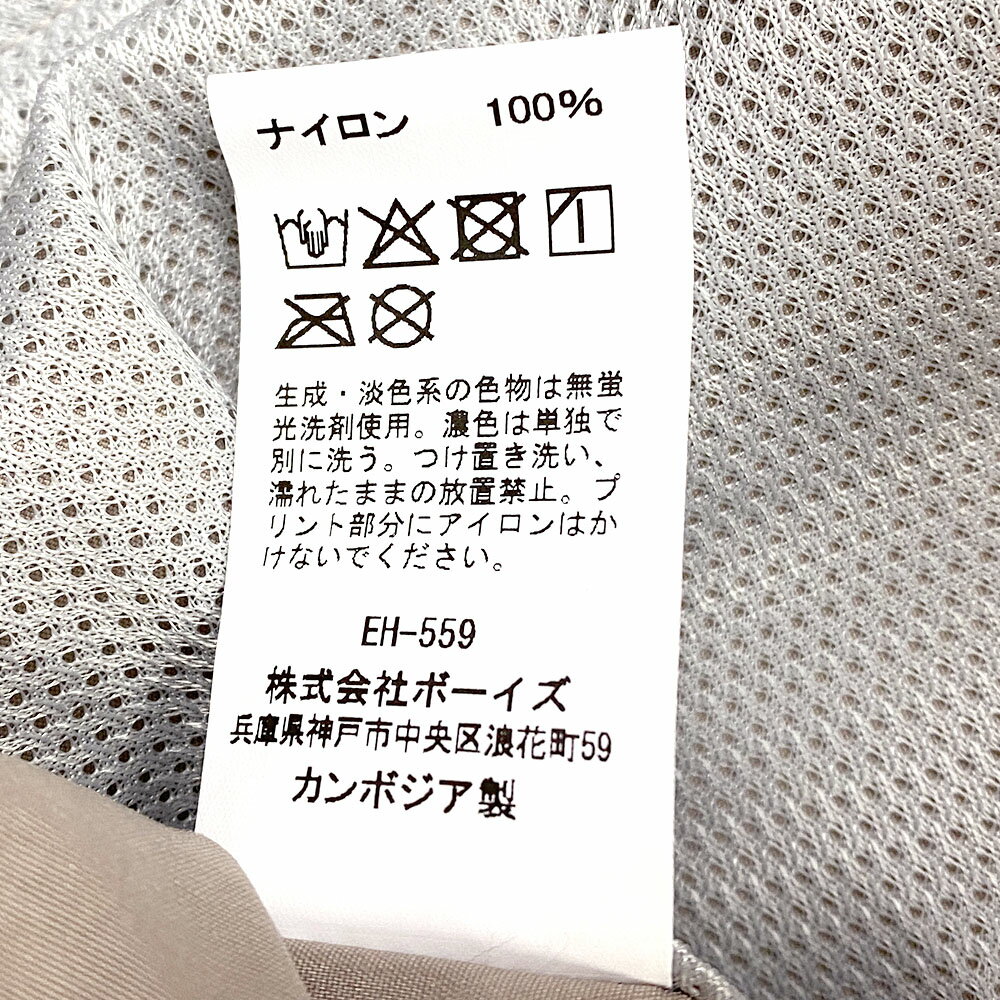 ナイロン 100%
生成・淡色系の色物は無蛍
光洗剤使用。濃色は単独で
別に洗う。つけ置き洗い、
濡れたままの放置禁止。プ
リント部分にアイロンはか
けないでください。
EH-559
株式会社ボーイズ
兵庫県神戸市中央区浪花町59
カンボジア製